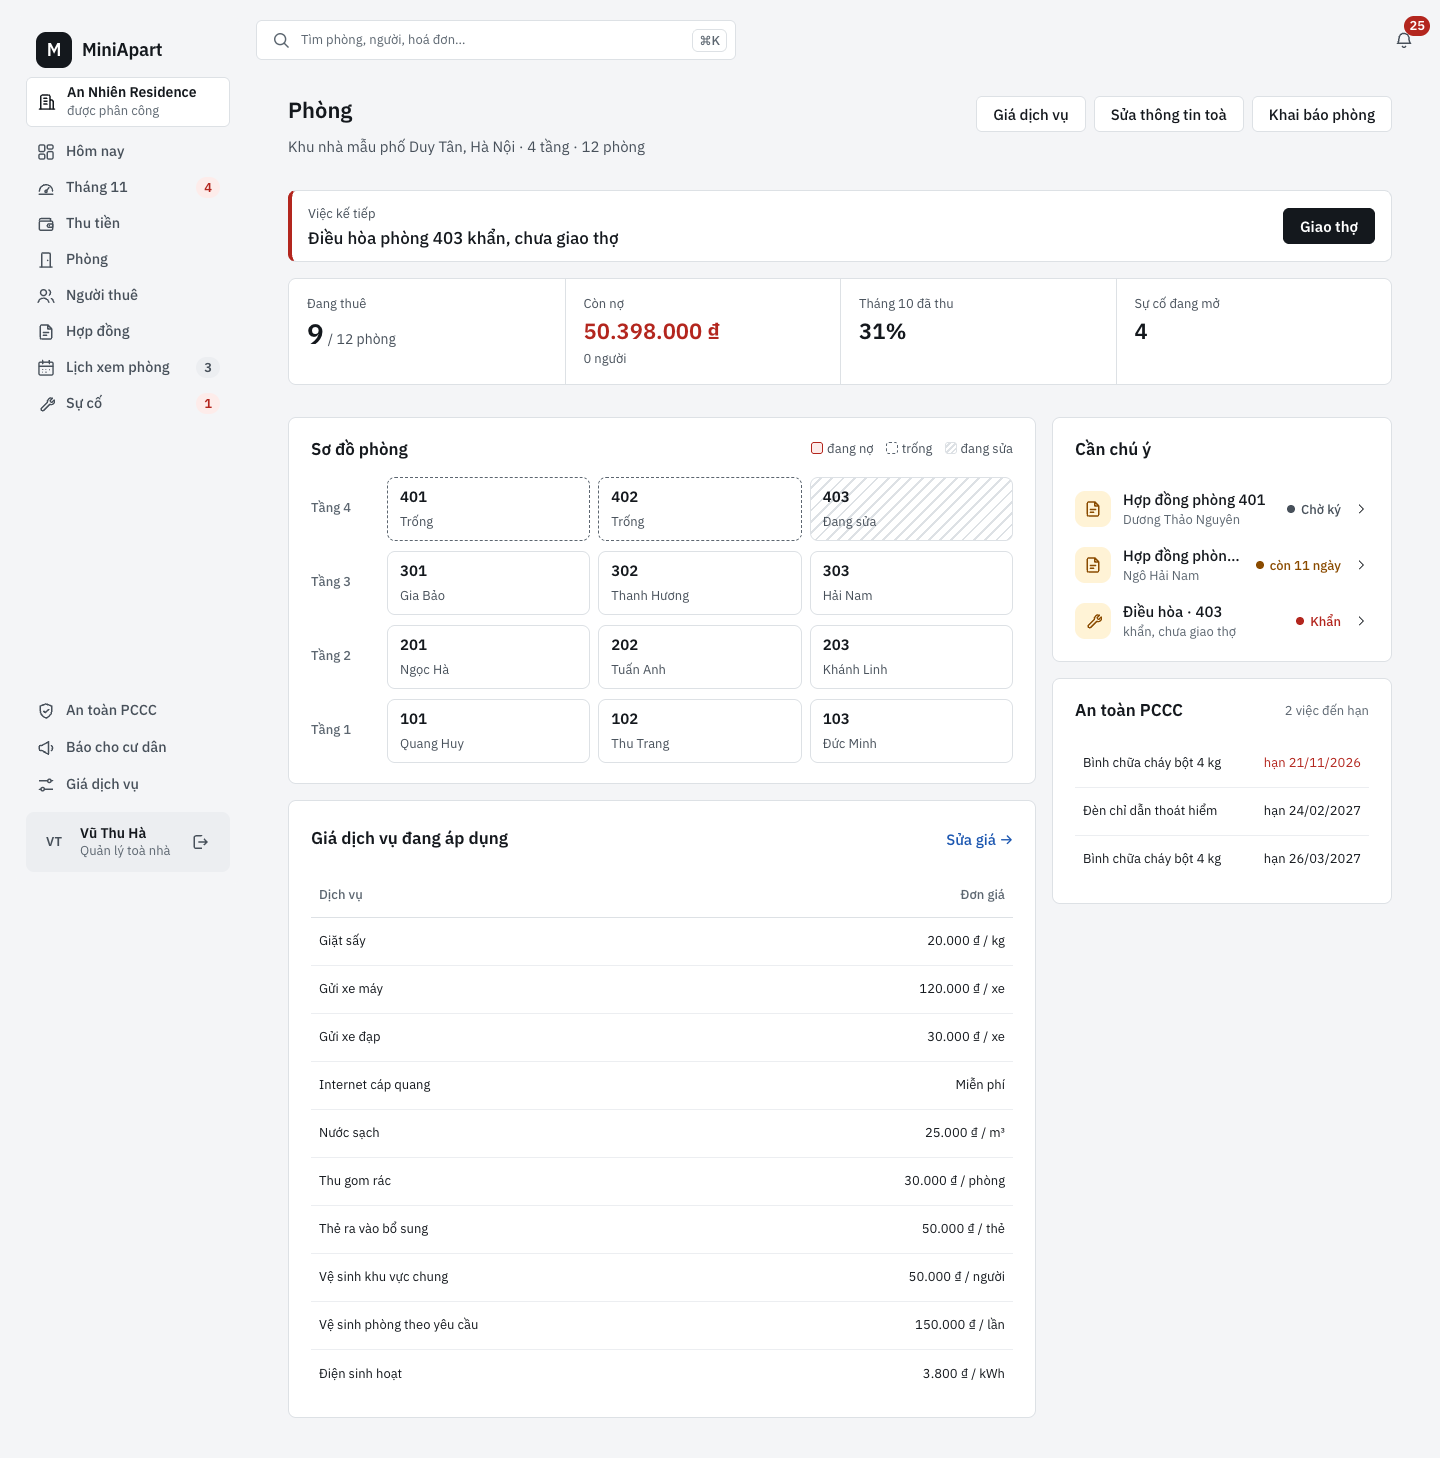 M MiniApart
An Nhiên Residence
được phân công
Hôm nay
Tháng 11 4
Thu tiền
Phòng
Người thuê
Hợp đồng
Lịch xem phòng 3
Sự cố 1
An toàn PCCC
Báo cho cư dân
Giá dịch vụ
VT
Vũ Thu Hà
Quản lý toà nhà
Tìm phòng, người, hoá đơn... ⌘K
25
Phòng
Khu nhà mẫu phố Duy Tân, Hà Nội · 4 tầng · 12 phòng
Giá dịch vụ Sửa thông tin toà Khai báo phòng
Việc kế tiếp
Điều hòa phòng 403 khẩn, chưa giao thợ
Giao thợ
Đang thuê
9 / 12 phòng
Còn nợ
50.398.000 ₫
0 người
Tháng 10 đã thu
31%
Sự cố đang mở
4
Sơ đồ phòng
đang nợ trống đang sửa
Tầng 4
401
Trống
402
Trống
403
Đang sửa
Tầng 3
301
Gia Bảo
302
Thanh Hương
303
Hải Nam
Tầng 2
201
Ngọc Hà
202
Tuấn Anh
203
Khánh Linh
Tầng 1
101
Quang Huy
102
Thu Trang
103
Đức Minh
Cần chú ý
Hợp đồng phòng 401
Dương Thảo Nguyên
Chờ ký
Hợp đồng phòn...
Ngô Hải Nam
còn 11 ngày
Điều hòa · 403
khẩn, chưa giao thợ
Khẩn
An toàn PCCC 2 việc đến hạn
Bình chữa cháy bột 4 kg hạn 21/11/2026
Đèn chỉ dẫn thoát hiểm hạn 24/02/2027
Bình chữa cháy bột 4 kg hạn 26/03/2027
Giá dịch vụ đang áp dụng Sửa giá →
Dịch vụ Đơn giá
Giặt sấy 20.000 ₫ / kg
Gửi xe máy 120.000 ₫ / xe
Gửi xe đạp 30.000 ₫ / xe
Internet cáp quang Miễn phí
Nước sạch 25.000 ₫ / m³
Thu gom rác 30.000 ₫ / phòng
Thẻ ra vào bổ sung 50.000 ₫ / thẻ
Vệ sinh khu vực chung 50.000 ₫ / người
Vệ sinh phòng theo yêu cầu 150.000 ₫ / lần
Điện sinh hoạt 3.800 ₫ / kWh